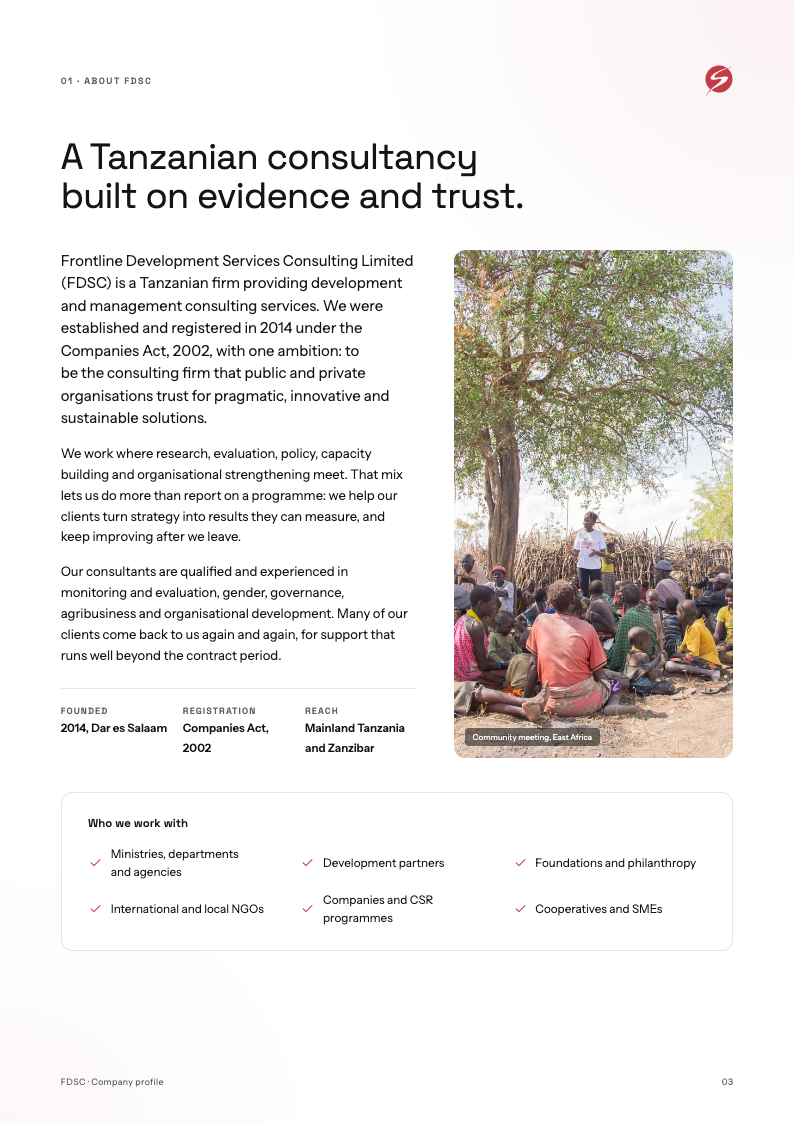 01 · ABOUT FDSC
A Tanzanian consultancy
built on evidence and trust.
Frontline Development Services Consulting Limited
(FDSC) is a Tanzanian firm providing development
and management consulting services. We were
established and registered in 2014 under the
Companies Act, 2002, with one ambition: to
be the consulting firm that public and private
organisations trust for pragmatic, innovative and
sustainable solutions.
We work where research, evaluation, policy, capacity
building and organisational strengthening meet. That mix
lets us do more than report on a programme: we help our
clients turn strategy into results they can measure, and
keep improving after we leave.
Our consultants are qualified and experienced in
monitoring and evaluation, gender, governance,
agribusiness and organisational development. Many of our
clients come back to us again and again, for support that
runs well beyond the contract period.
FOUNDED
2014, Dar es Salaam
REGISTRATION
Companies Act,
2002
REACH
Mainland Tanzania
and Zanzibar
Community meeting, East Africa
Who we work with
Ministries, departments
and agencies
Development partners
Foundations and philanthropy
International and local NGOs
Companies and CSR
programmes
Cooperatives and SMEs
FDSC · Company profile
03